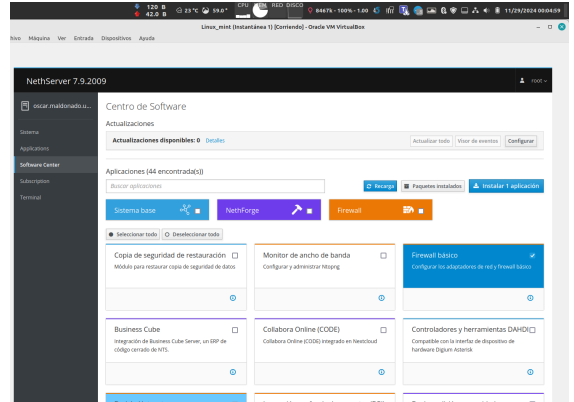 120 B
42.0 B
23°C
59.0°
CPU
MEM
RED
DISCO
100% - 1.00
11/29/2024 00:04:59
Linux_mint (Instantánea 1) [Corriendo] - Oracle VM VirtualBox
hivo Máquina Ver Entrada Dispositivos Ayuda
NethServer 7.9.2009
root
oscar.maldonado.u...
Sistema
Applications
Software Center
Subscription
Terminal
Centro de Software
Actualizaciones
Actualizaciones disponibles: 0 Detalles
Actualizar todo
Visor de eventos
Configurar
Aplicaciones (44 encontrada(s))
Buscar aplicaciones
Recarga
Paquetes instalados
Instalar 1 aplicación
Sistema base
NethForge
Firewall
Seleccionar todo
Deseleccionar todo
Copia de seguridad de restauración
Módulo para restaurar copia de seguridad de datos
Monitor de ancho de banda
Configurar y administrar Ntopng
Firewall básico
Configurar los adaptadores de red y firewall básico
Business Cube
Integración de Business Cube Server, un ERP de
código cerrado de NTS.
Collabora Online (CODE)
Collabora Online (CODE) integrado en Nextcloud
Controladores y herramientas DAHDI
Compatible con la interfaz de dispositivo de
hardware Digium Asterisk